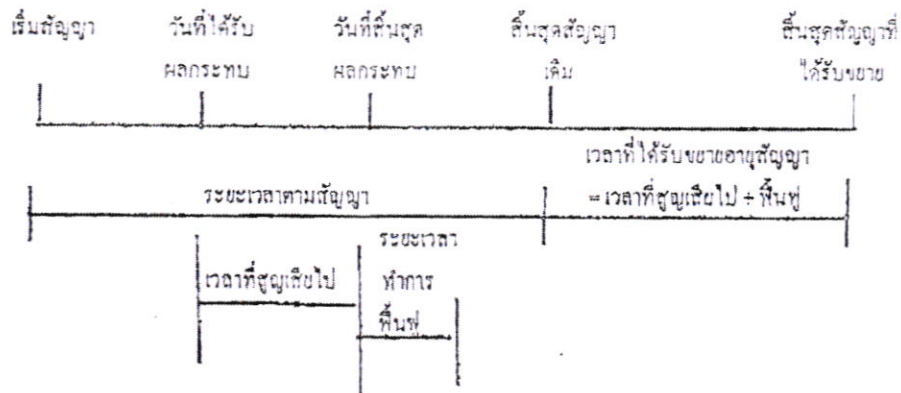 เริ่มสัญญา วันที่ได้รับ วันที่สิ้นสุด สิ้นสุดสัญญา สิ้นสุดสัญญาที่
ผลกระทบ ผลกระทบ เดิม ได้รับขยาย
เวลาที่ได้รับขยายอายุสัญญา
ระยะเวลาตามสัญญา = เวลาที่สูญเสียไป + ฟื้นฟู
ระยะเวลา
เวลาที่สูญเสียไป ทำการ
ฟื้นฟู